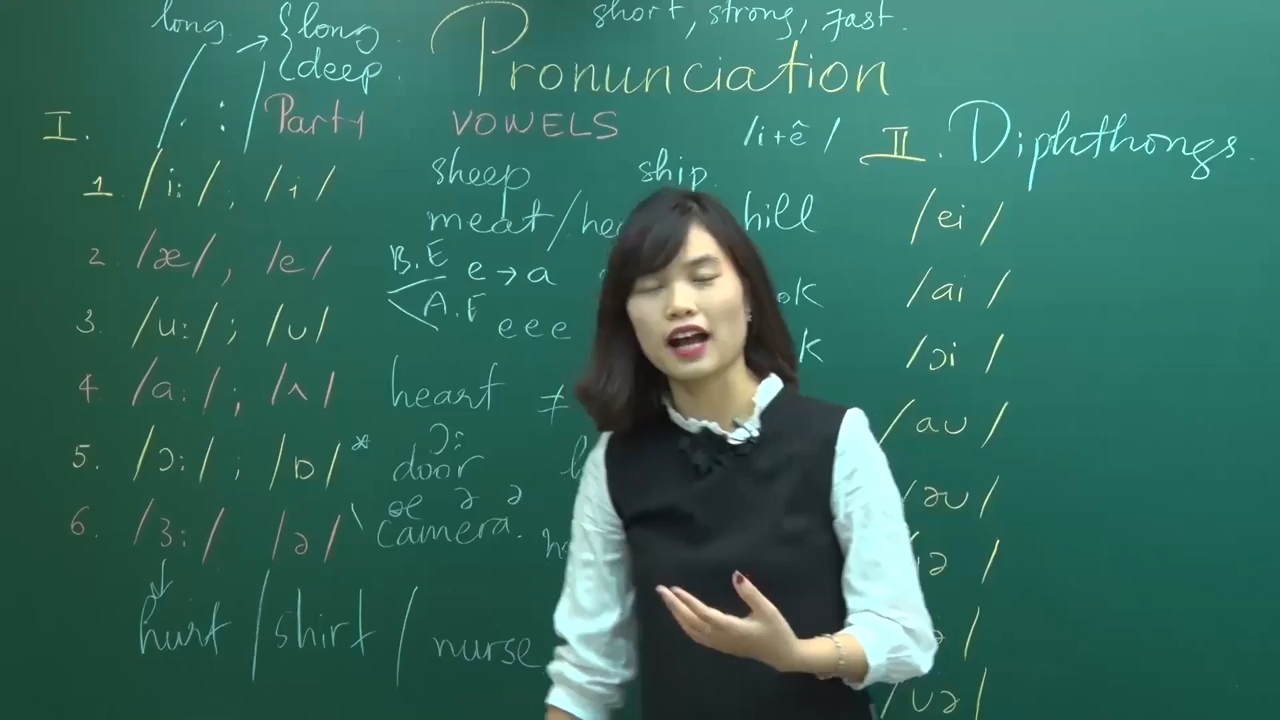 long → { long . short, strong, fast.
{ deep . Pronunciation
I. / . : / Part 1 VOWELS /i+ê/ II. Diphthongs.
1. /i:/, /ɪ/ sheep ship
meat/ hill /ei/
2. /æ/, /e/ B.E e → a
A.E eee /ai/
3. /u:/; /ʊ/ /ɔi/
4. /a:/; /ʌ/ heart ≠ /aʊ/
5. /ɔ:/; /ɒ/ * door ɔ: /əʊ/
6. /ɜ:/ /ə/ \ camera. æ ə ə
↓ hurt / shirt / nurse
/ʊə/